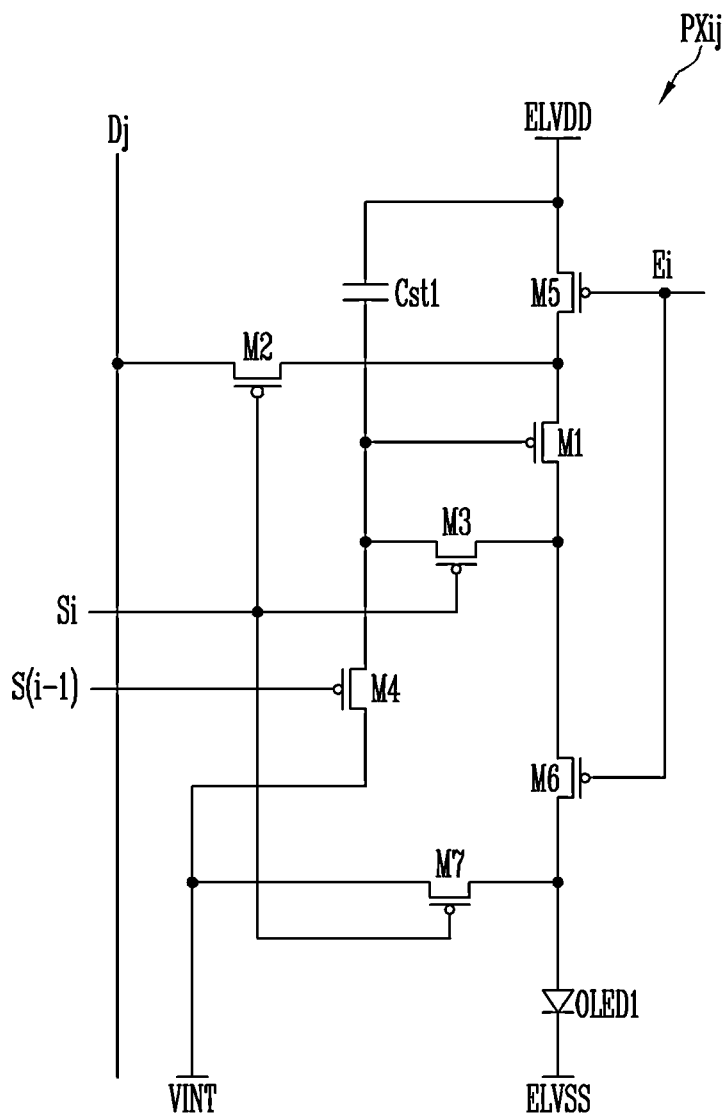 PXij
Dj
ELVDD
Ei
M5
Cst1
M2
M1
M3
Si
S(i-1)
M4
M6
M7
OLED1
VINT
ELVSS